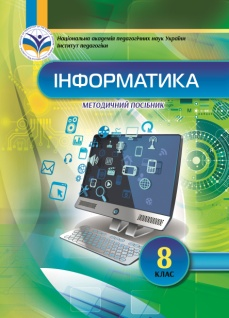 Національна академія педагогічних наук України
Інститут педагогіки
ІНФОРМАТИКА
МЕТОДИЧНИЙ ПОСІБНИК
8
КЛАС